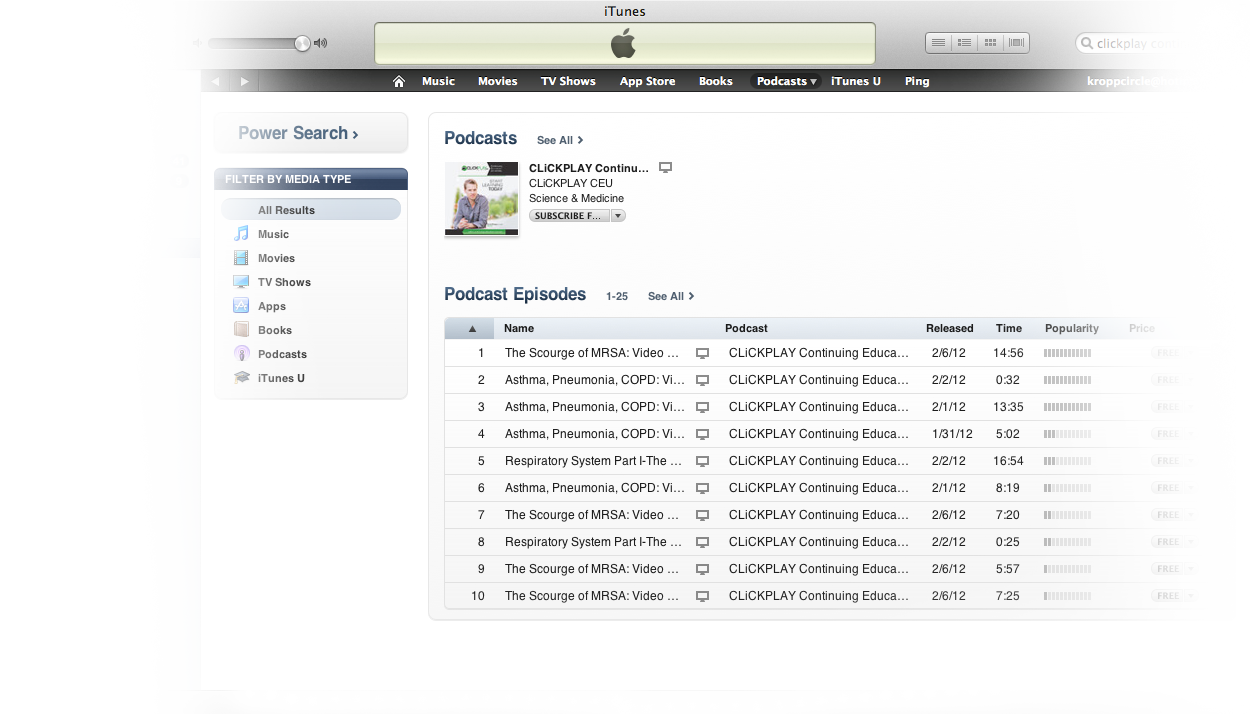 iTunes
clickplay
Music Movies TV Shows App Store Books Podcasts ▾ iTunes U Ping
Power Search ›
FILTER BY MEDIA TYPE
All Results
Music
Movies
TV Shows
Apps
Books
Podcasts
iTunes U
Podcasts See All ›
CLiCKPLAY Continu...
CLiCKPLAY CEU
Science & Medicine
SUBSCRIBE F...
Podcast Episodes 1-25 See All ›
▲ Name Podcast Released Time Popularity Price
1 The Scourge of MRSA: Video ... CLiCKPLAY Continuing Educa... 2/6/12 14:56 FREE
2 Asthma, Pneumonia, COPD: Vi... CLiCKPLAY Continuing Educa... 2/2/12 0:32 FREE
3 Asthma, Pneumonia, COPD: Vi... CLiCKPLAY Continuing Educa... 2/1/12 13:35 FREE
4 Asthma, Pneumonia, COPD: Vi... CLiCKPLAY Continuing Educa... 1/31/12 5:02 FREE
5 Respiratory System Part I-The ... CLiCKPLAY Continuing Educa... 2/2/12 16:54 FREE
6 Asthma, Pneumonia, COPD: Vi... CLiCKPLAY Continuing Educa... 2/1/12 8:19 FREE
7 The Scourge of MRSA: Video ... CLiCKPLAY Continuing Educa... 2/6/12 7:20 FREE
8 Respiratory System Part I-The ... CLiCKPLAY Continuing Educa... 2/2/12 0:25 FREE
9 The Scourge of MRSA: Video ... CLiCKPLAY Continuing Educa... 2/6/12 5:57 FREE
10 The Scourge of MRSA: Video ... CLiCKPLAY Continuing Educa... 2/6/12 7:25 FREE